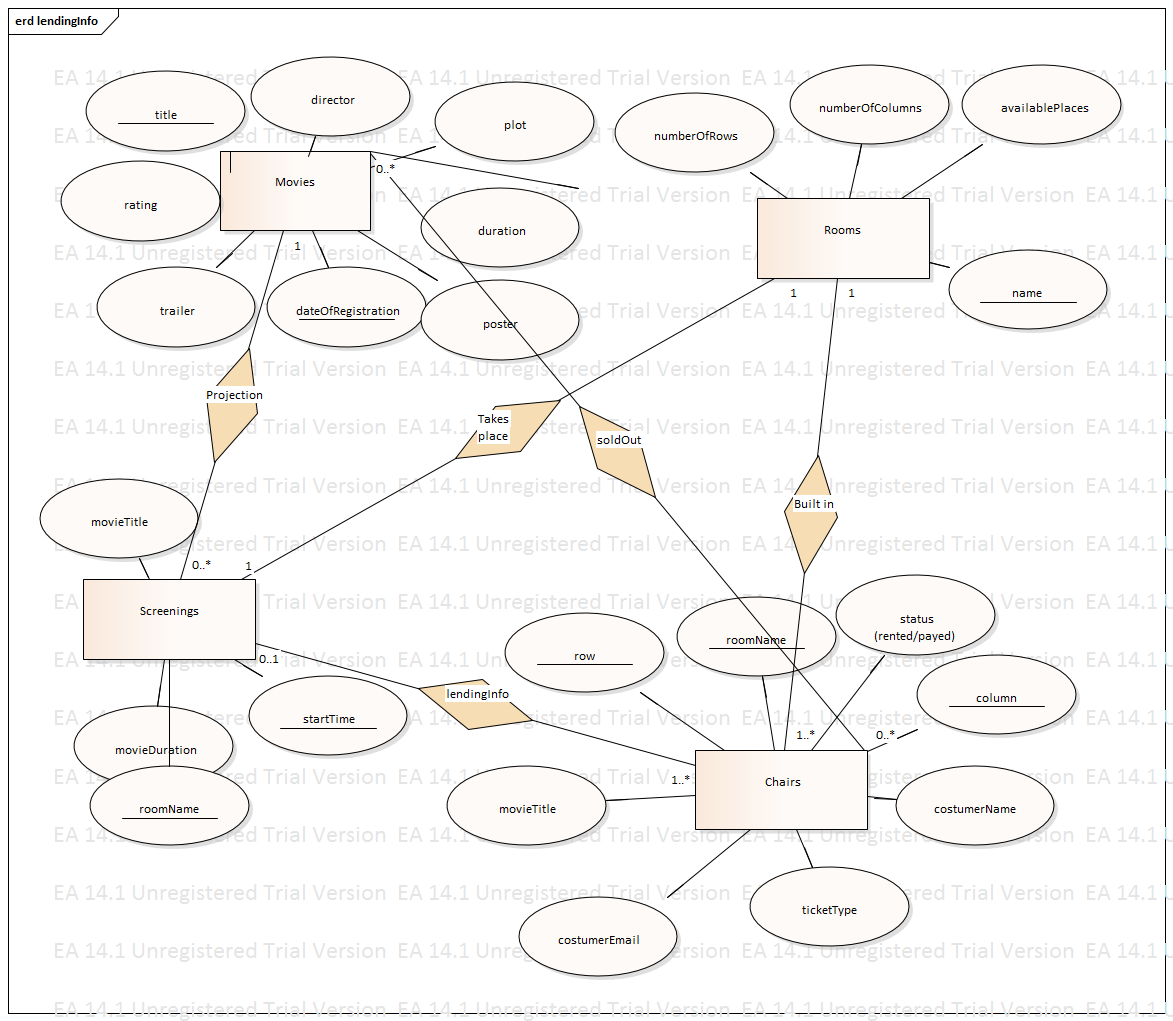 erd lendingInfo
EA 14.1 Unregistered Trial Version
title
director
plot
numberOfRows
numberOfColumns
availablePlaces
0..*
Movies
rating
duration
Rooms
1
name
1
1
trailer
dateOfRegistration
poster
Projection
Takes
place
soldOut
Built in
movieTitle
0..*
1
Screenings
0..1
row
roomName
status
(rented/payed)
lendingInfo
column
startTime
movieDuration
1..*
0..*
1..*
Chairs
roomName
movieTitle
costumerName
ticketType
costumerEmail